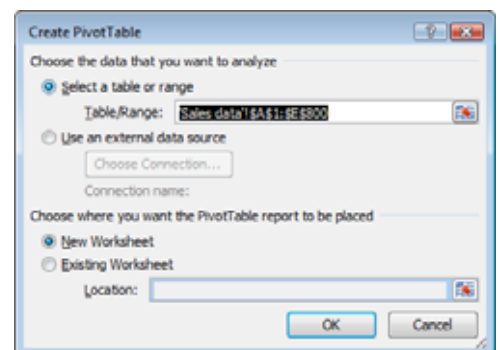 Create PivotTable
Choose the data that you want to analyze
Select a table or range
Table/Range: 'Sales data'!$A$1:$E$800
Use an external data source
Choose Connection...
Connection name:
Choose where you want the PivotTable report to be placed
New Worksheet
Existing Worksheet
Location:
OK Cancel